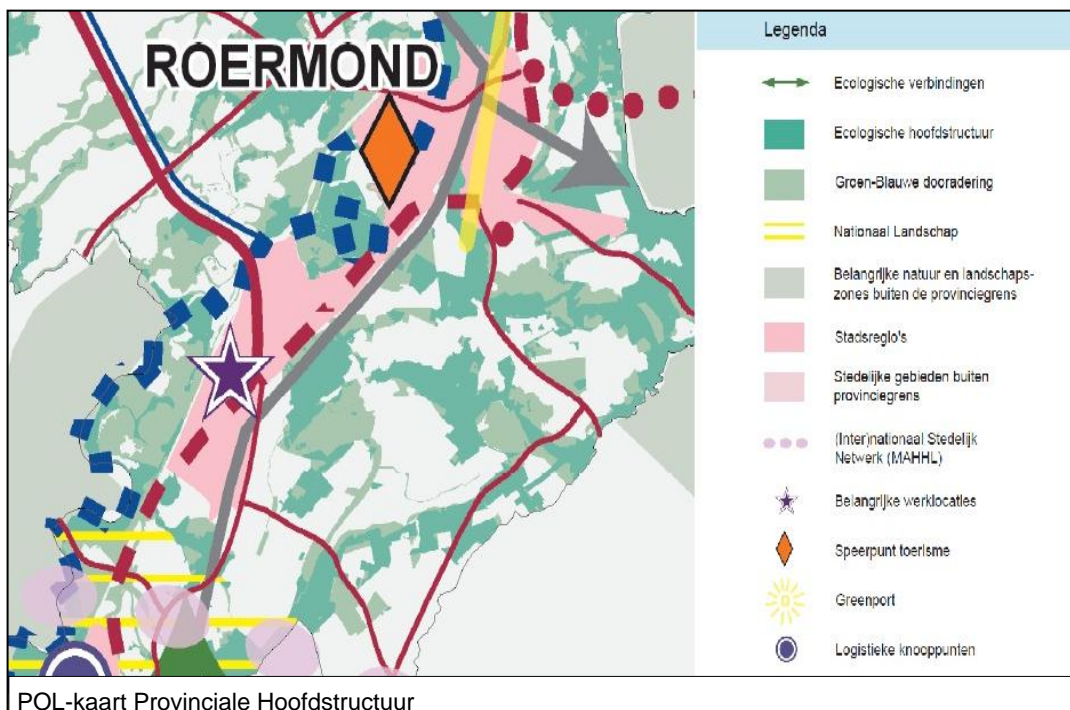 ROERMOND
Legenda
Ecologische verbindingen
Ecologische hoofdstructuur
Groen-Blauwe dooradering
Nationaal Landschap
Belangrijke natuur en landschaps-
zones buiten de provinciegrens
Stadsregio's
Stedelijke gebieden buiten
provinciegrens
(Inter)nationaal Stedelijk
Netwerk (MAHHL)
Belangrijke werklocaties
Speerpunt toerisme
Greenport
Logistieke knooppunten
POL-kaart Provinciale Hoofdstructuur